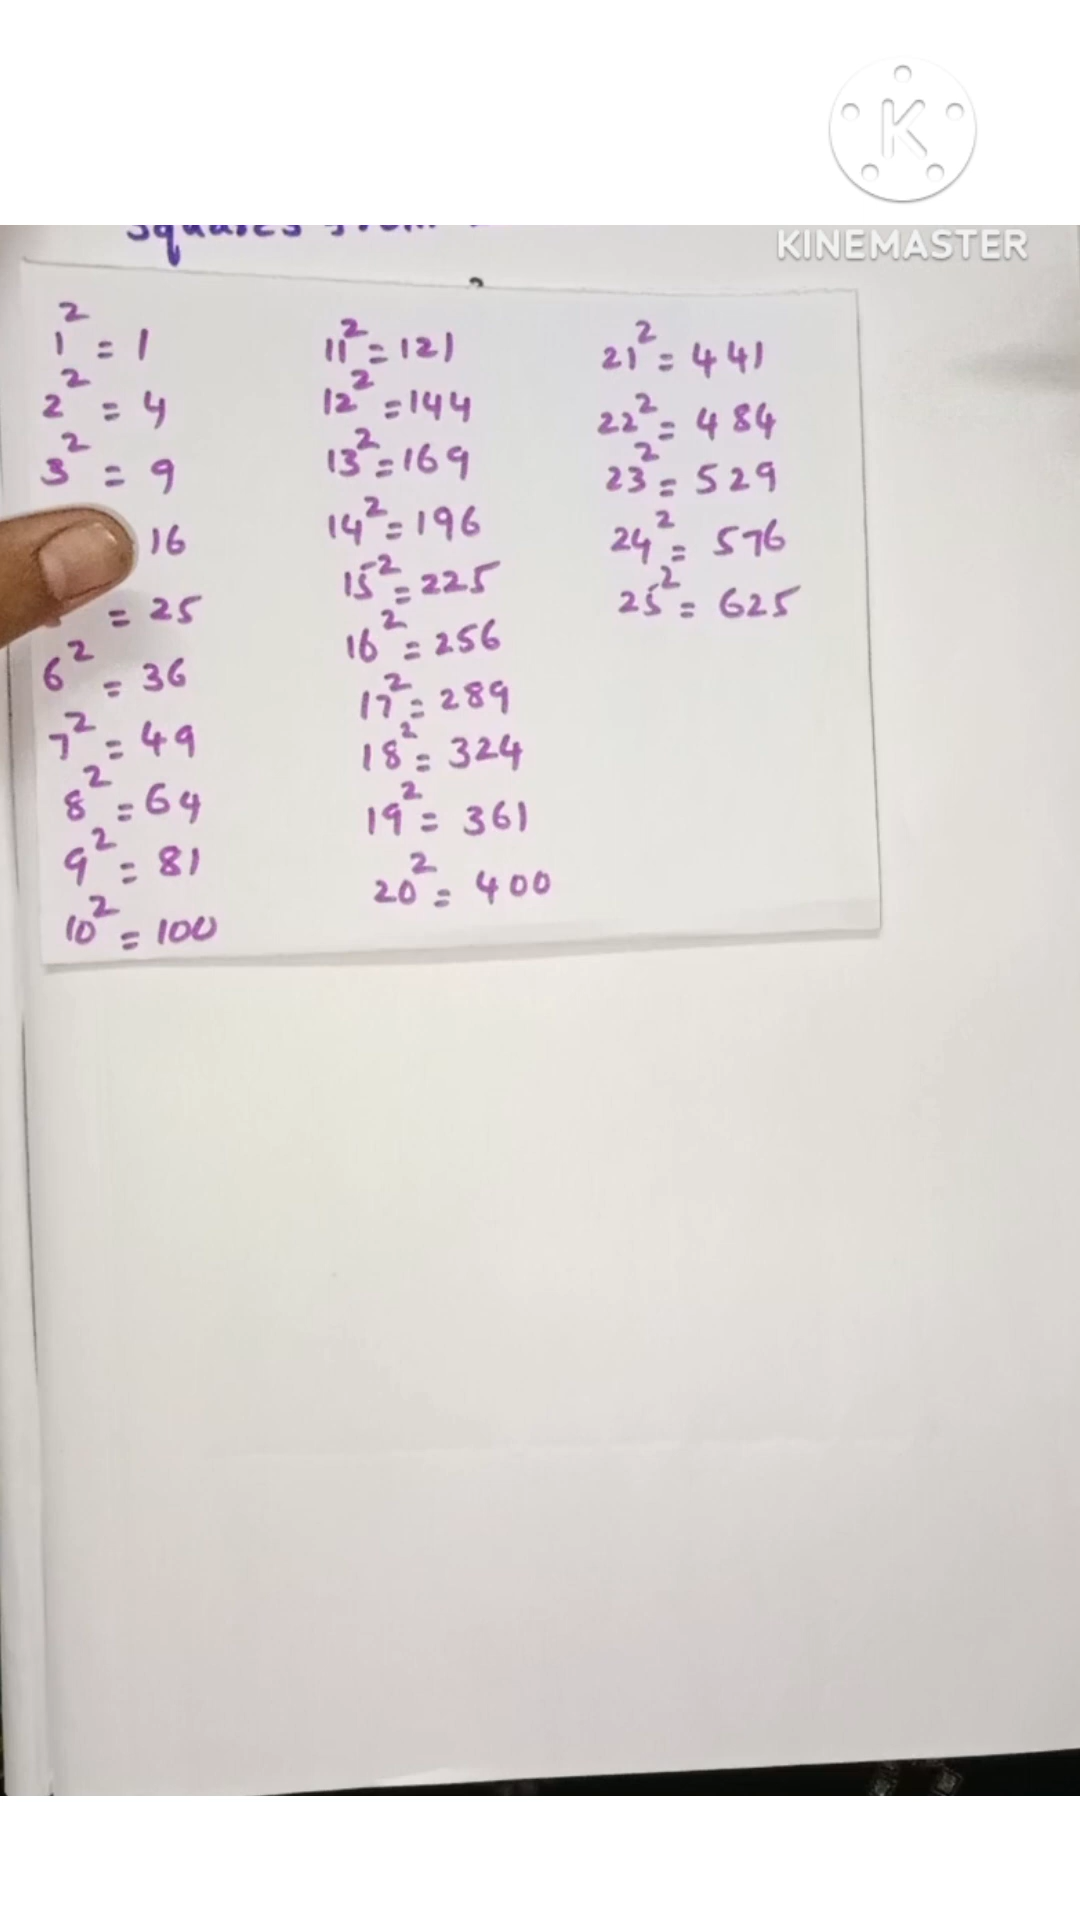 K
KINEMASTER
squares from
1² = 1
2² = 4
3² = 9
16
= 25
6² = 36
7² = 49
8² = 64
9² = 81
10² = 100
11² = 121
12² = 144
13² = 169
14² = 196
15² = 225
16² = 256
17² = 289
18² = 324
19² = 361
20² = 400
21² = 441
22² = 484
23² = 529
24² = 576
25² = 625